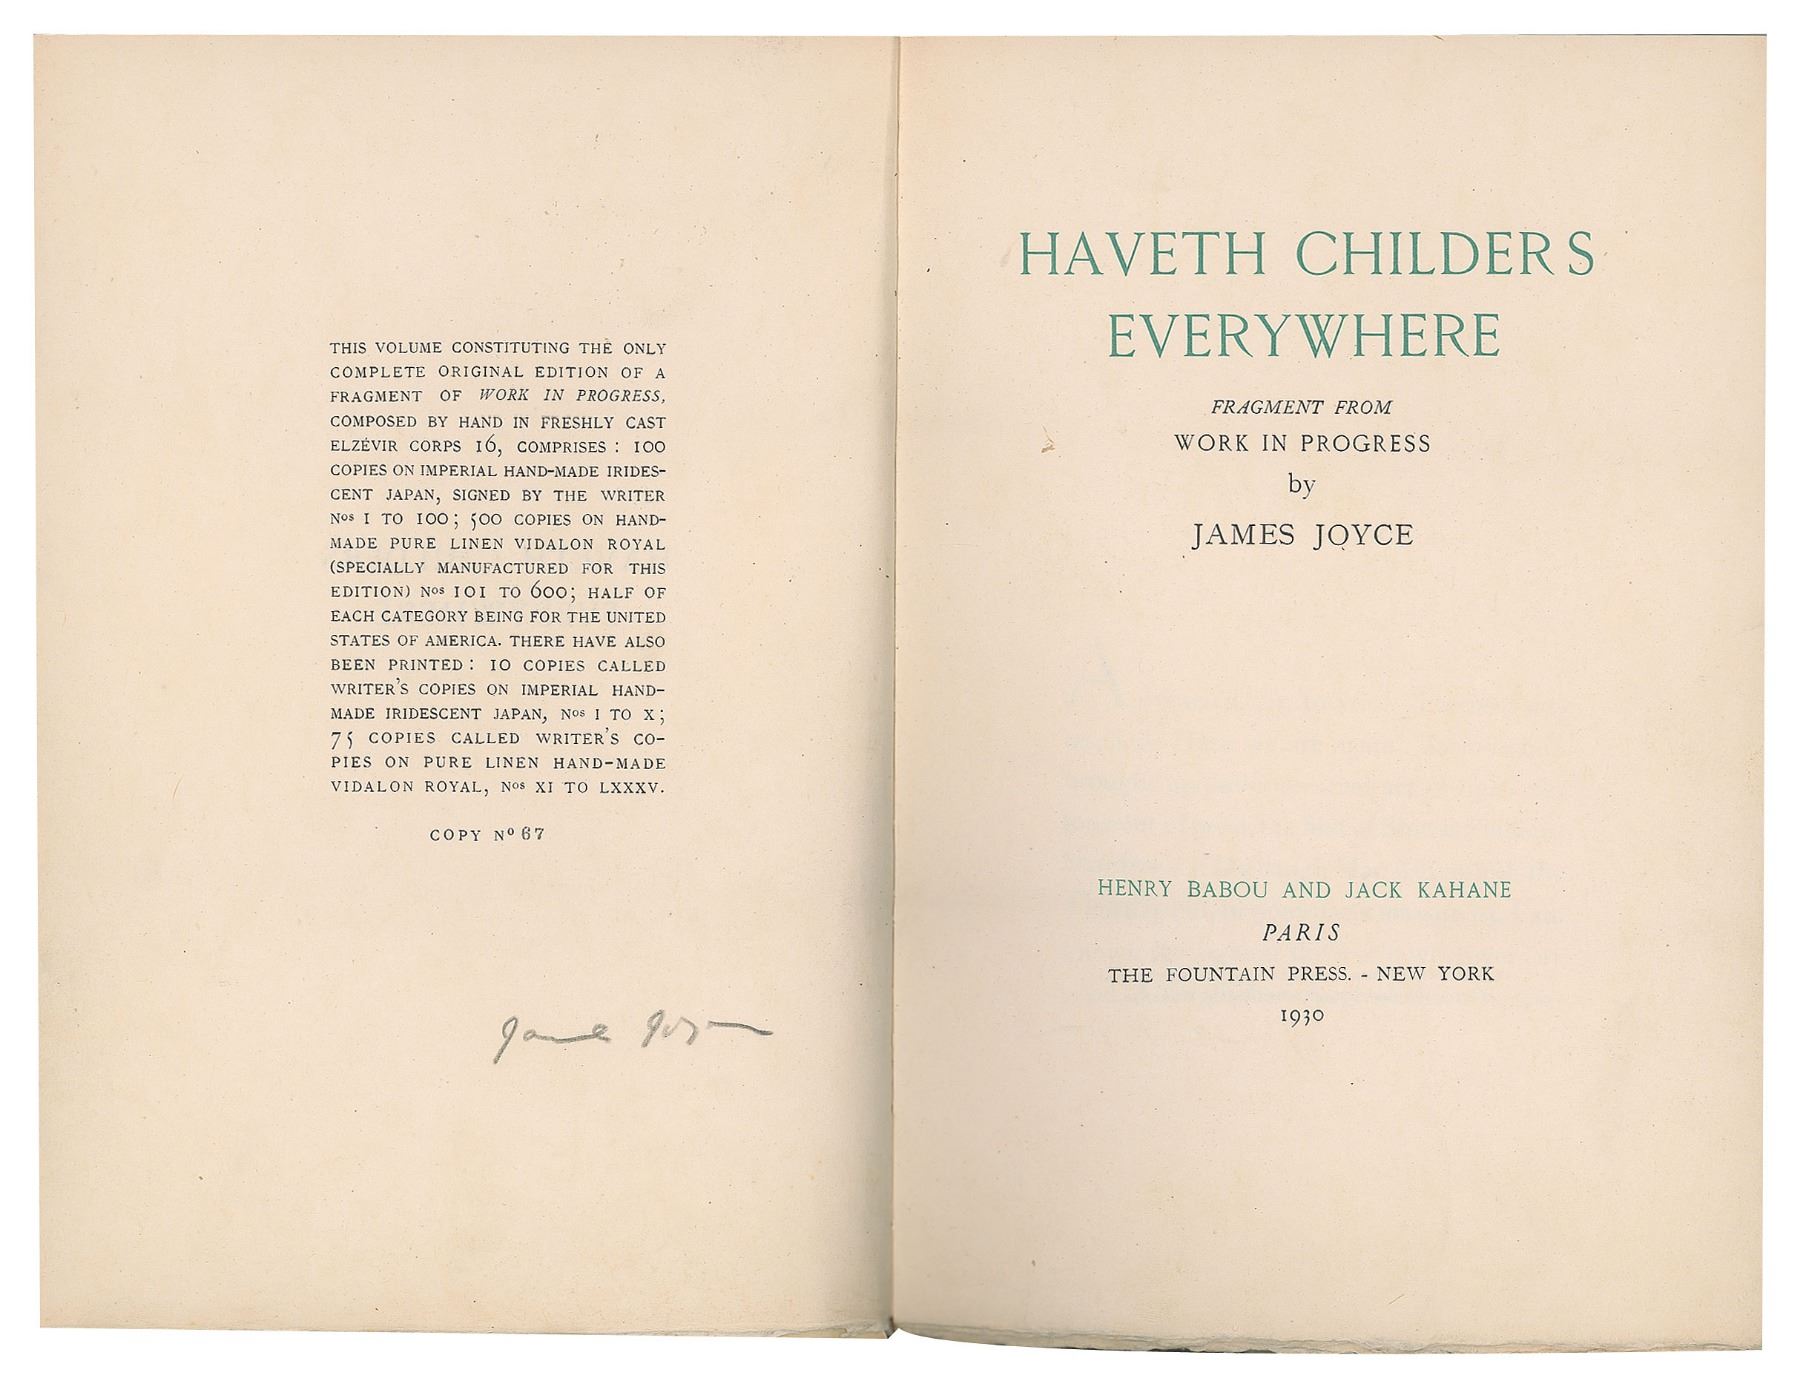 THIS VOLUME CONSTITUTING THE ONLY
COMPLETE ORIGINAL EDITION OF A
FRAGMENT OF WORK IN PROGRESS,
COMPOSED BY HAND IN FRESHLY CAST
ELZÉVIR CORPS 16, COMPRISES : 100
COPIES ON IMPERIAL HAND-MADE IRIDES-
CENT JAPAN, SIGNED BY THE WRITER
Nos 1 TO 100; 500 COPIES ON HAND-
MADE PURE LINEN VIDALON ROYAL
(SPECIALLY MANUFACTURED FOR THIS
EDITION) Nos 101 TO 600; HALF OF
EACH CATEGORY BEING FOR THE UNITED
STATES OF AMERICA. THERE HAVE ALSO
BEEN PRINTED : 10 COPIES CALLED
WRITER'S COPIES ON IMPERIAL HAND-
MADE IRIDESCENT JAPAN, Nos I TO X;
75 COPIES CALLED WRITER'S CO-
PIES ON PURE LINEN HAND-MADE
VIDALON ROYAL, Nos XI TO LXXXV.
COPY No 67
James Joyce
HAVETH CHILDERS
EVERYWHERE
FRAGMENT FROM
WORK IN PROGRESS
by
JAMES JOYCE
HENRY BABOU AND JACK KAHANE
PARIS
THE FOUNTAIN PRESS. - NEW YORK
1930